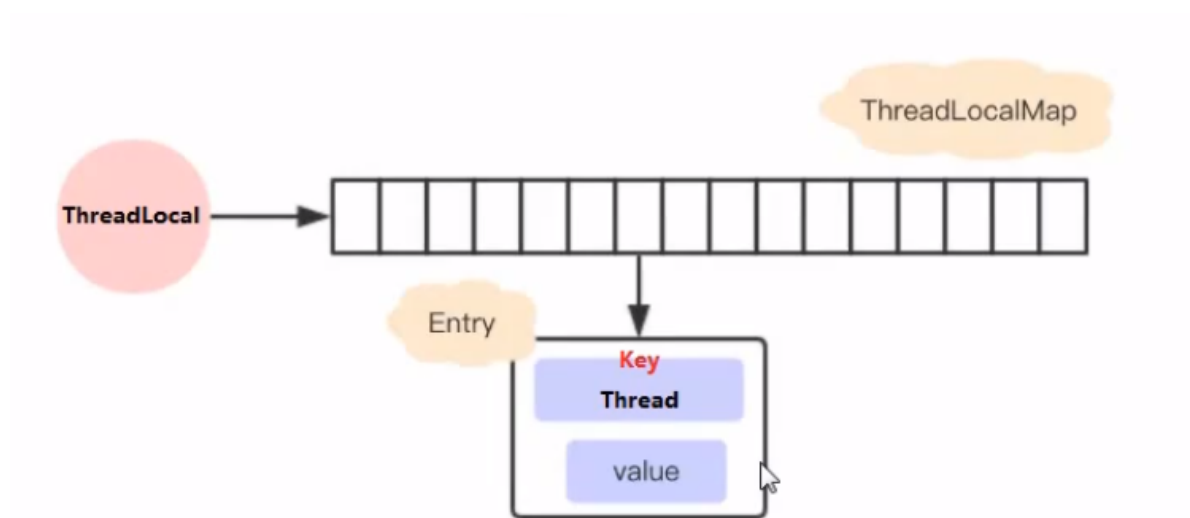 ThreadLocalMap
ThreadLocal
Entry
Key
Thread
value